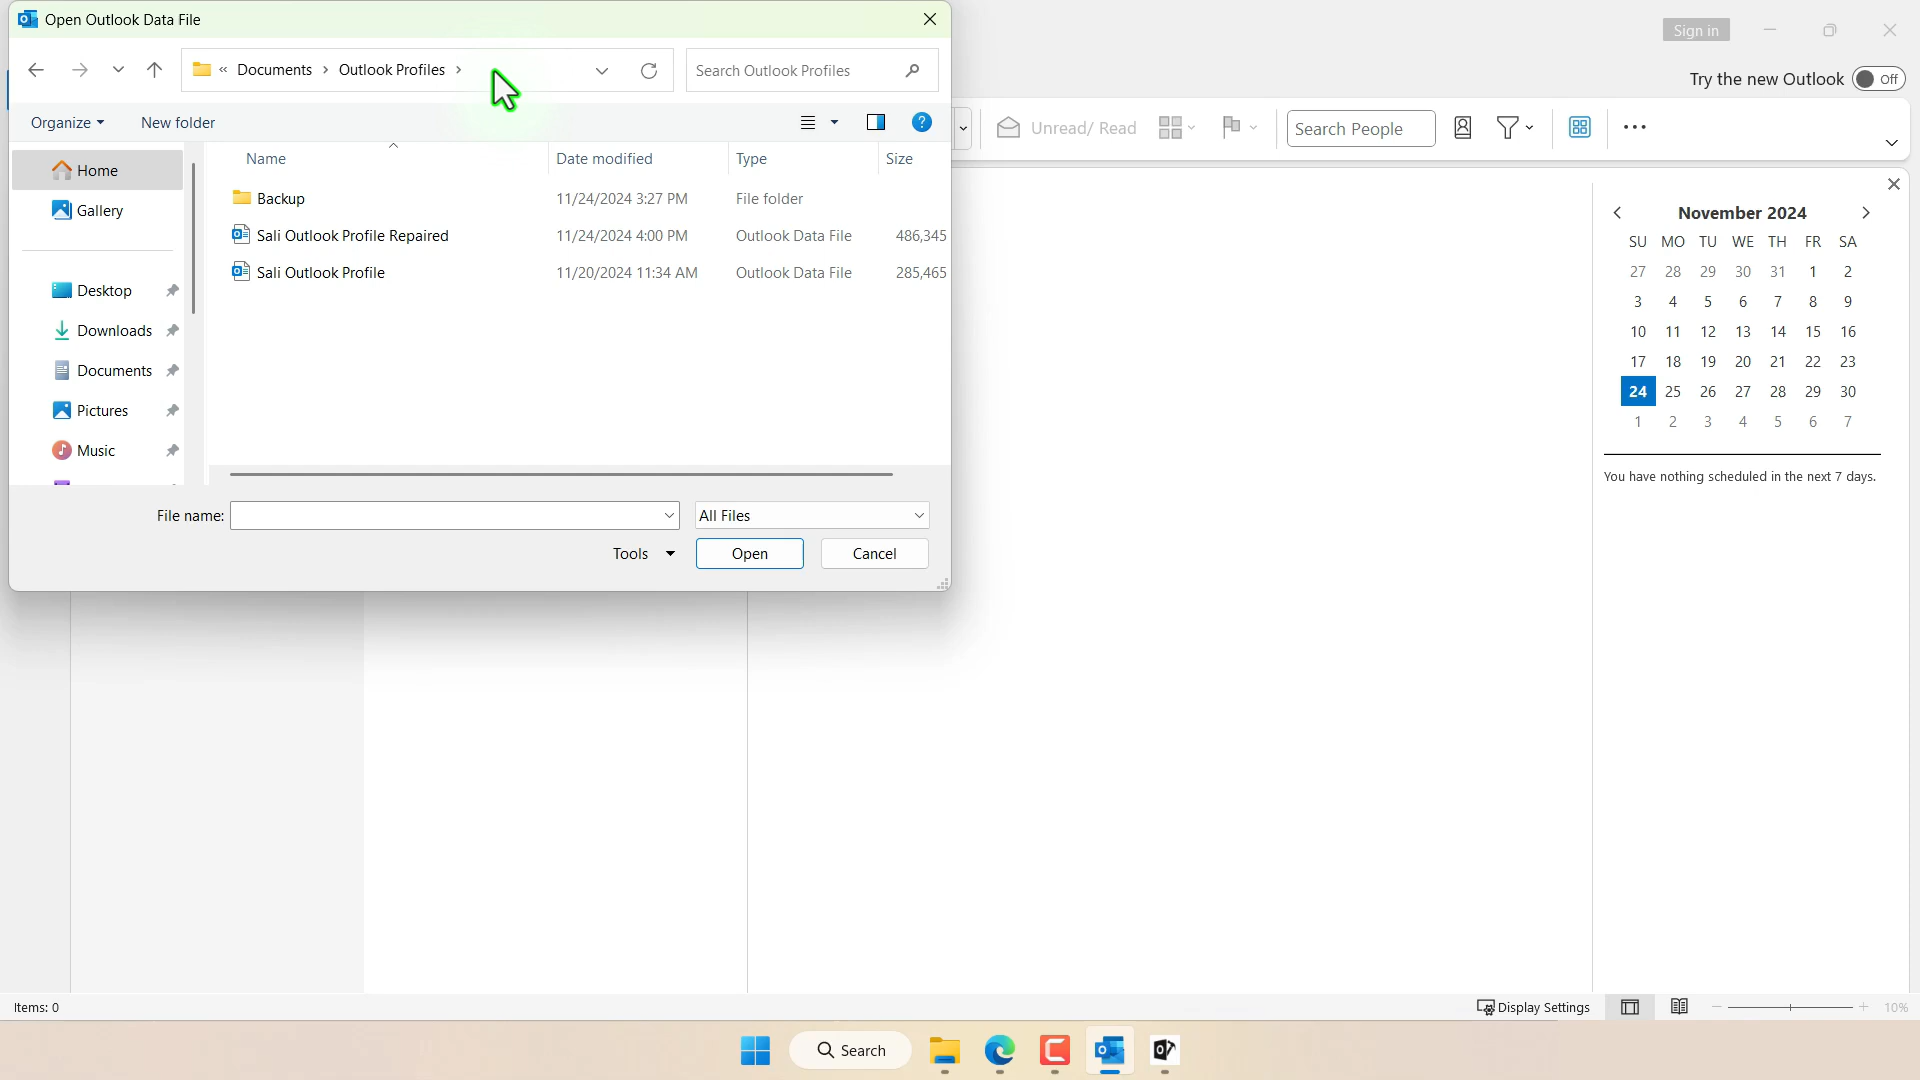 Open Outlook Data File
Sign in
« Documents › Outlook Profiles ›
Search Outlook Profiles
Try the new Outlook
Off
Organize
New folder
Unread/ Read
Search People
Name Date modified Type Size
Home
Gallery
Desktop
Downloads
Documents
Pictures
Music
Backup 11/24/2024 3:27 PM File folder
Sali Outlook Profile Repaired 11/24/2024 4:00 PM Outlook Data File 486,345
Sali Outlook Profile 11/20/2024 11:34 AM Outlook Data File 285,465
File name:
All Files
Tools
Open
Cancel
November 2024
SU MO TU WE TH FR SA
27 28 29 30 31 1 2
3 4 5 6 7 8 9
10 11 12 13 14 15 16
17 18 19 20 21 22 23
24 25 26 27 28 29 30
1 2 3 4 5 6 7
You have nothing scheduled in the next 7 days.
Items: 0
Display Settings
10%
Search